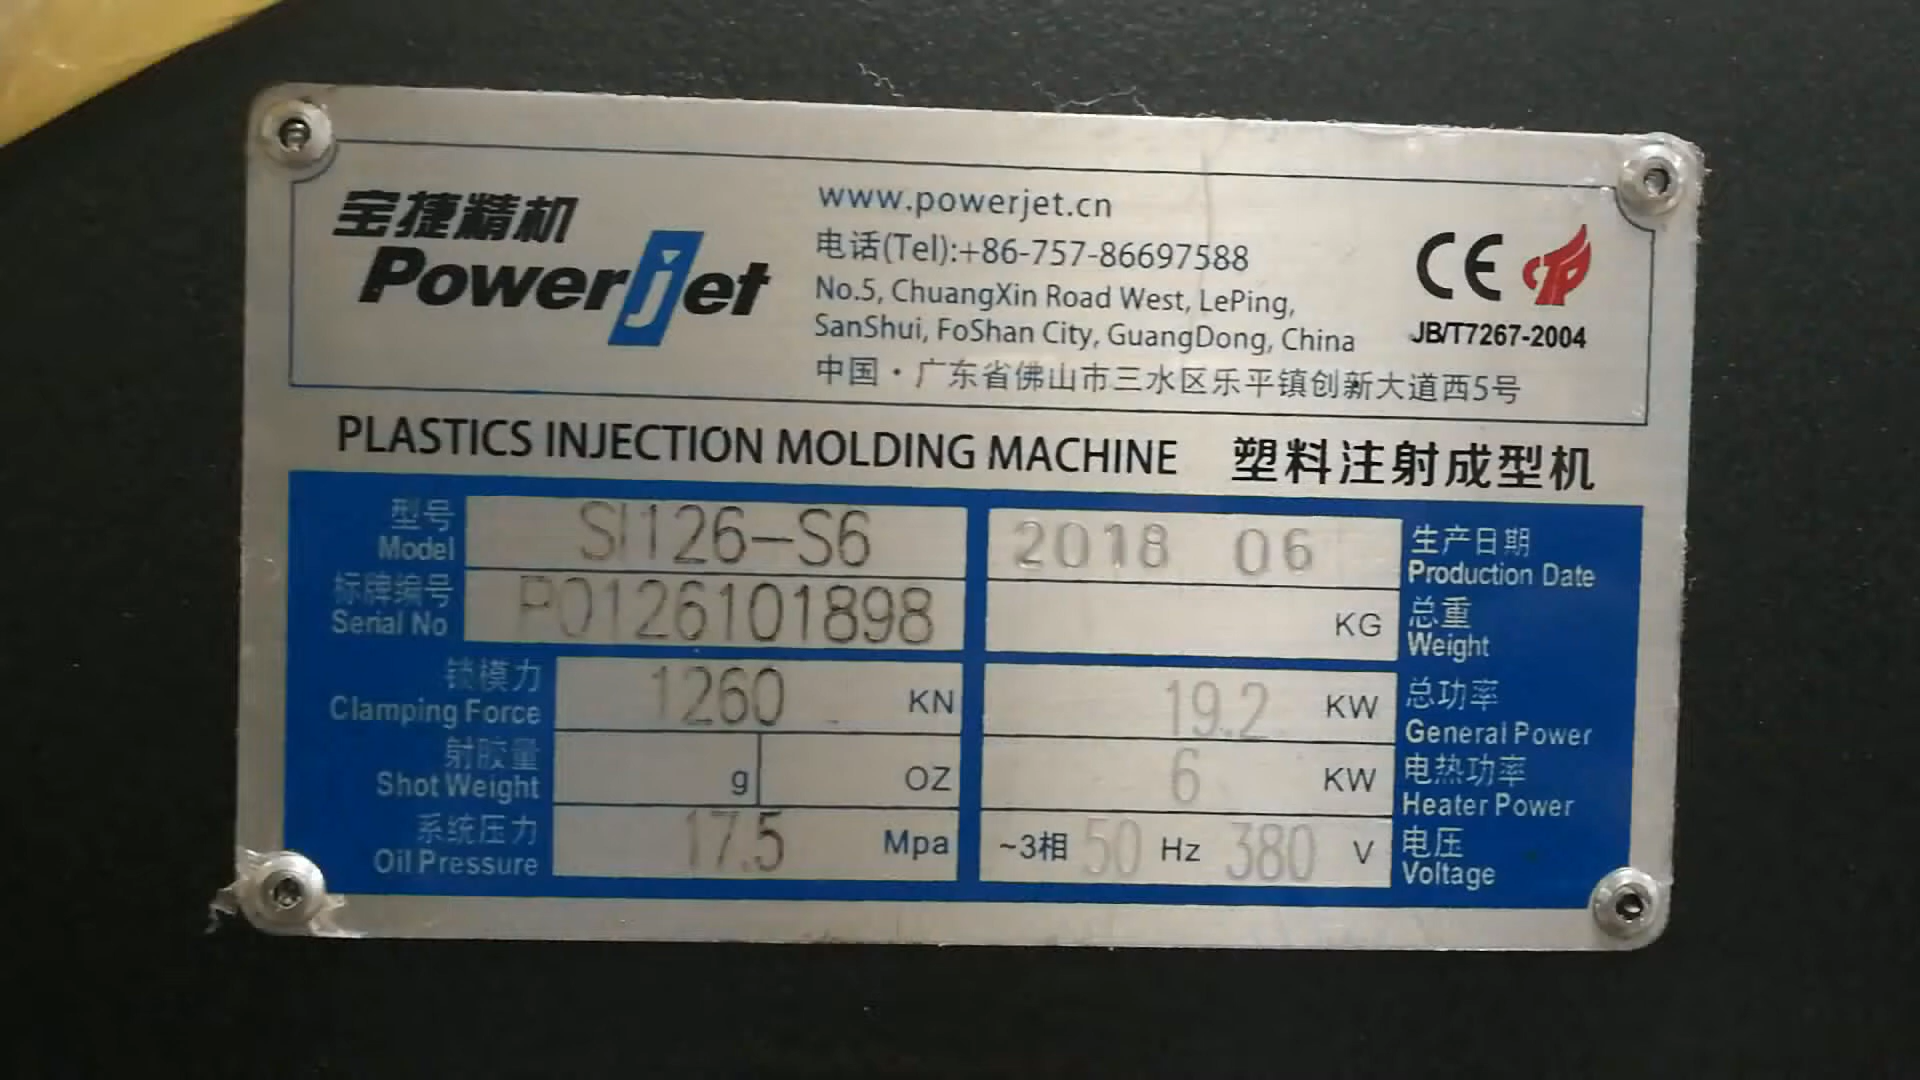 宝捷精机
Powerjet
www.powerjet.cn
电话(Tel):+86-757-86697588
No.5, ChuangXin Road West, LePing,
SanShui, FoShan City, GuangDong, China
中国·广东省佛山市三水区乐平镇创新大道西5号
CE
JB/T7267-2004
PLASTICS INJECTION MOLDING MACHINE 塑料注射成型机
型号 Model SI126-S6
2018 06 生产日期 Production Date
标牌编号 Serial No P0126101898
KG 总重 Weight
锁模力 Clamping Force 1260 KN
19.2 KW 总功率 General Power
射胶量 Shot Weight g OZ
6 KW 电热功率 Heater Power
系统压力 Oil Pressure 17.5 Mpa
~3相 50 Hz 380 V 电压 Voltage